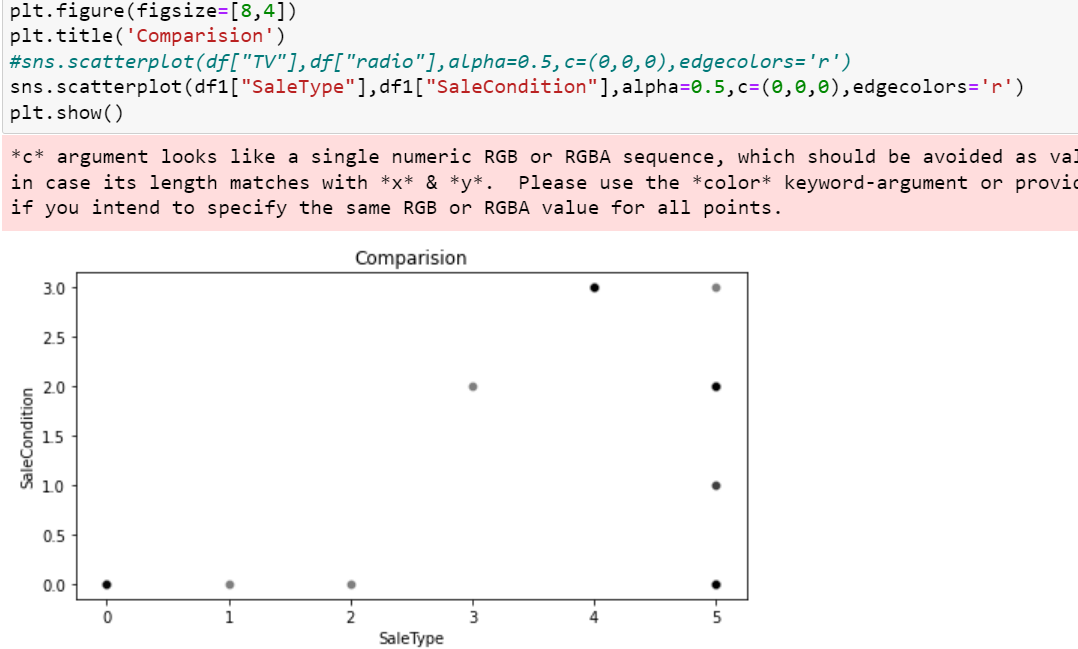 plt.figure(figsize=[8,4])
plt.title('Comparision')
#sns.scatterplot(df["TV"],df["radio"],alpha=0.5,c=(0,0,0),edgecolors='r')
sns.scatterplot(df1["SaleType"],df1["SaleCondition"],alpha=0.5,c=(0,0,0),edgecolors='r')
plt.show()
*c* argument looks like a single numeric RGB or RGBA sequence, which should be avoided as
in case its length matches with *x* & *y*.  Please use the *color* keyword-argument or
if you intend to specify the same RGB or RGBA value for all points.
Comparision
3.0
2.5
2.0
1.5
1.0
0.5
0.0
SaleCondition
0 1 2 3 4 5
SaleType